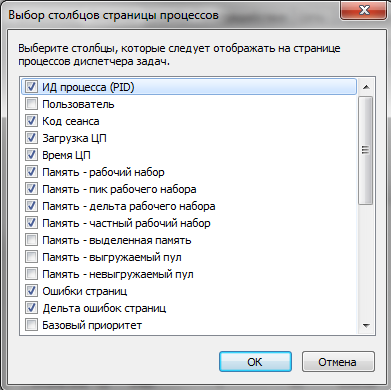 Выбор столбцов страницы процессов
Выберите столбцы, которые следует отображать на странице
процессов диспетчера задач.
ИД процесса (PID)
Пользователь
Код сеанса
Загрузка ЦП
Время ЦП
Память - рабочий набор
Память - пик рабочего набора
Память - дельта рабочего набора
Память - частный рабочий набор
Память - выделенная память
Память - выгружаемый пул
Память - невыгружаемый пул
Ошибки страниц
Дельта ошибок страниц
Базовый приоритет
ОК
Отмена